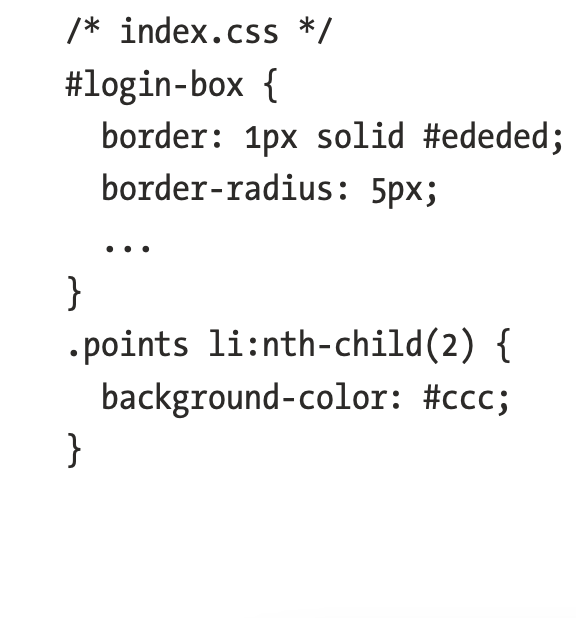 /* index.css */
#login-box {
  border: 1px solid #ededed;
  border-radius: 5px;
  ...
}
.points li:nth-child(2) {
  background-color: #ccc;
}